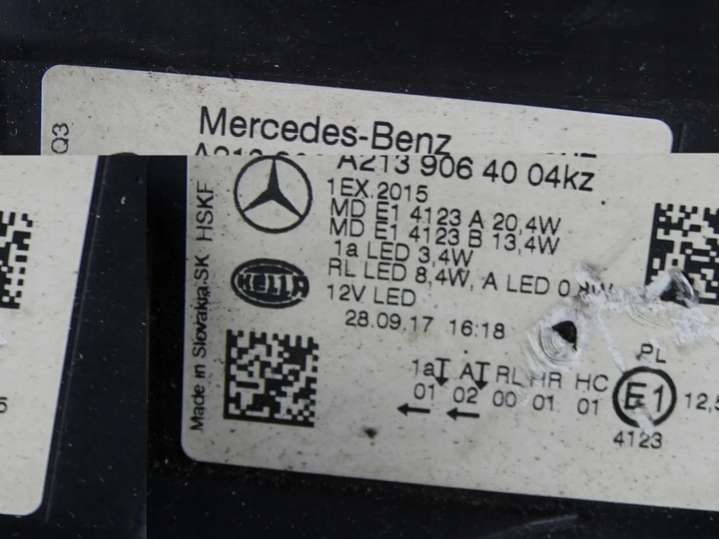 Mercedes-Benz
A213 906 40 04kz
1EX.2015
MD E1 4123 A 20,4W
MD E1 4123 B 13,4W
1a LED 3,4W
RL LED 8,4W, A LED
12V LED
28.09.17 16:18
HELLA
Made in Slovakia.SK HSKF
Q3
1a A RL HR HC
01 02 00 01 01
PL
E1
4123
12,5
5